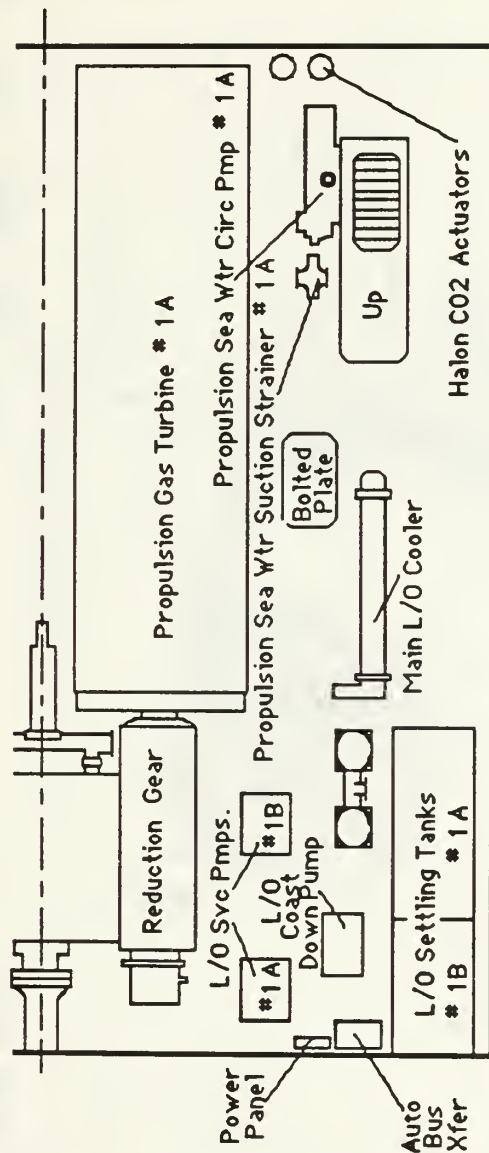 Propulsion Gas Turbine # 1A
Propulsion Sea Wtr Circ Pmp # 1A
Propulsion Sea Wtr Suction Strainer # 1A
Reduction Gear
L/O Svc Pmps.
#1A
#1B
L/O
Coast
Down Pump
Bolted
Plate
Up
Halon CO2 Actuators
Main L/O Cooler
L/O Settling Tanks
# 1B
# 1A
Power
Panel
Auto
Bus
Xfer